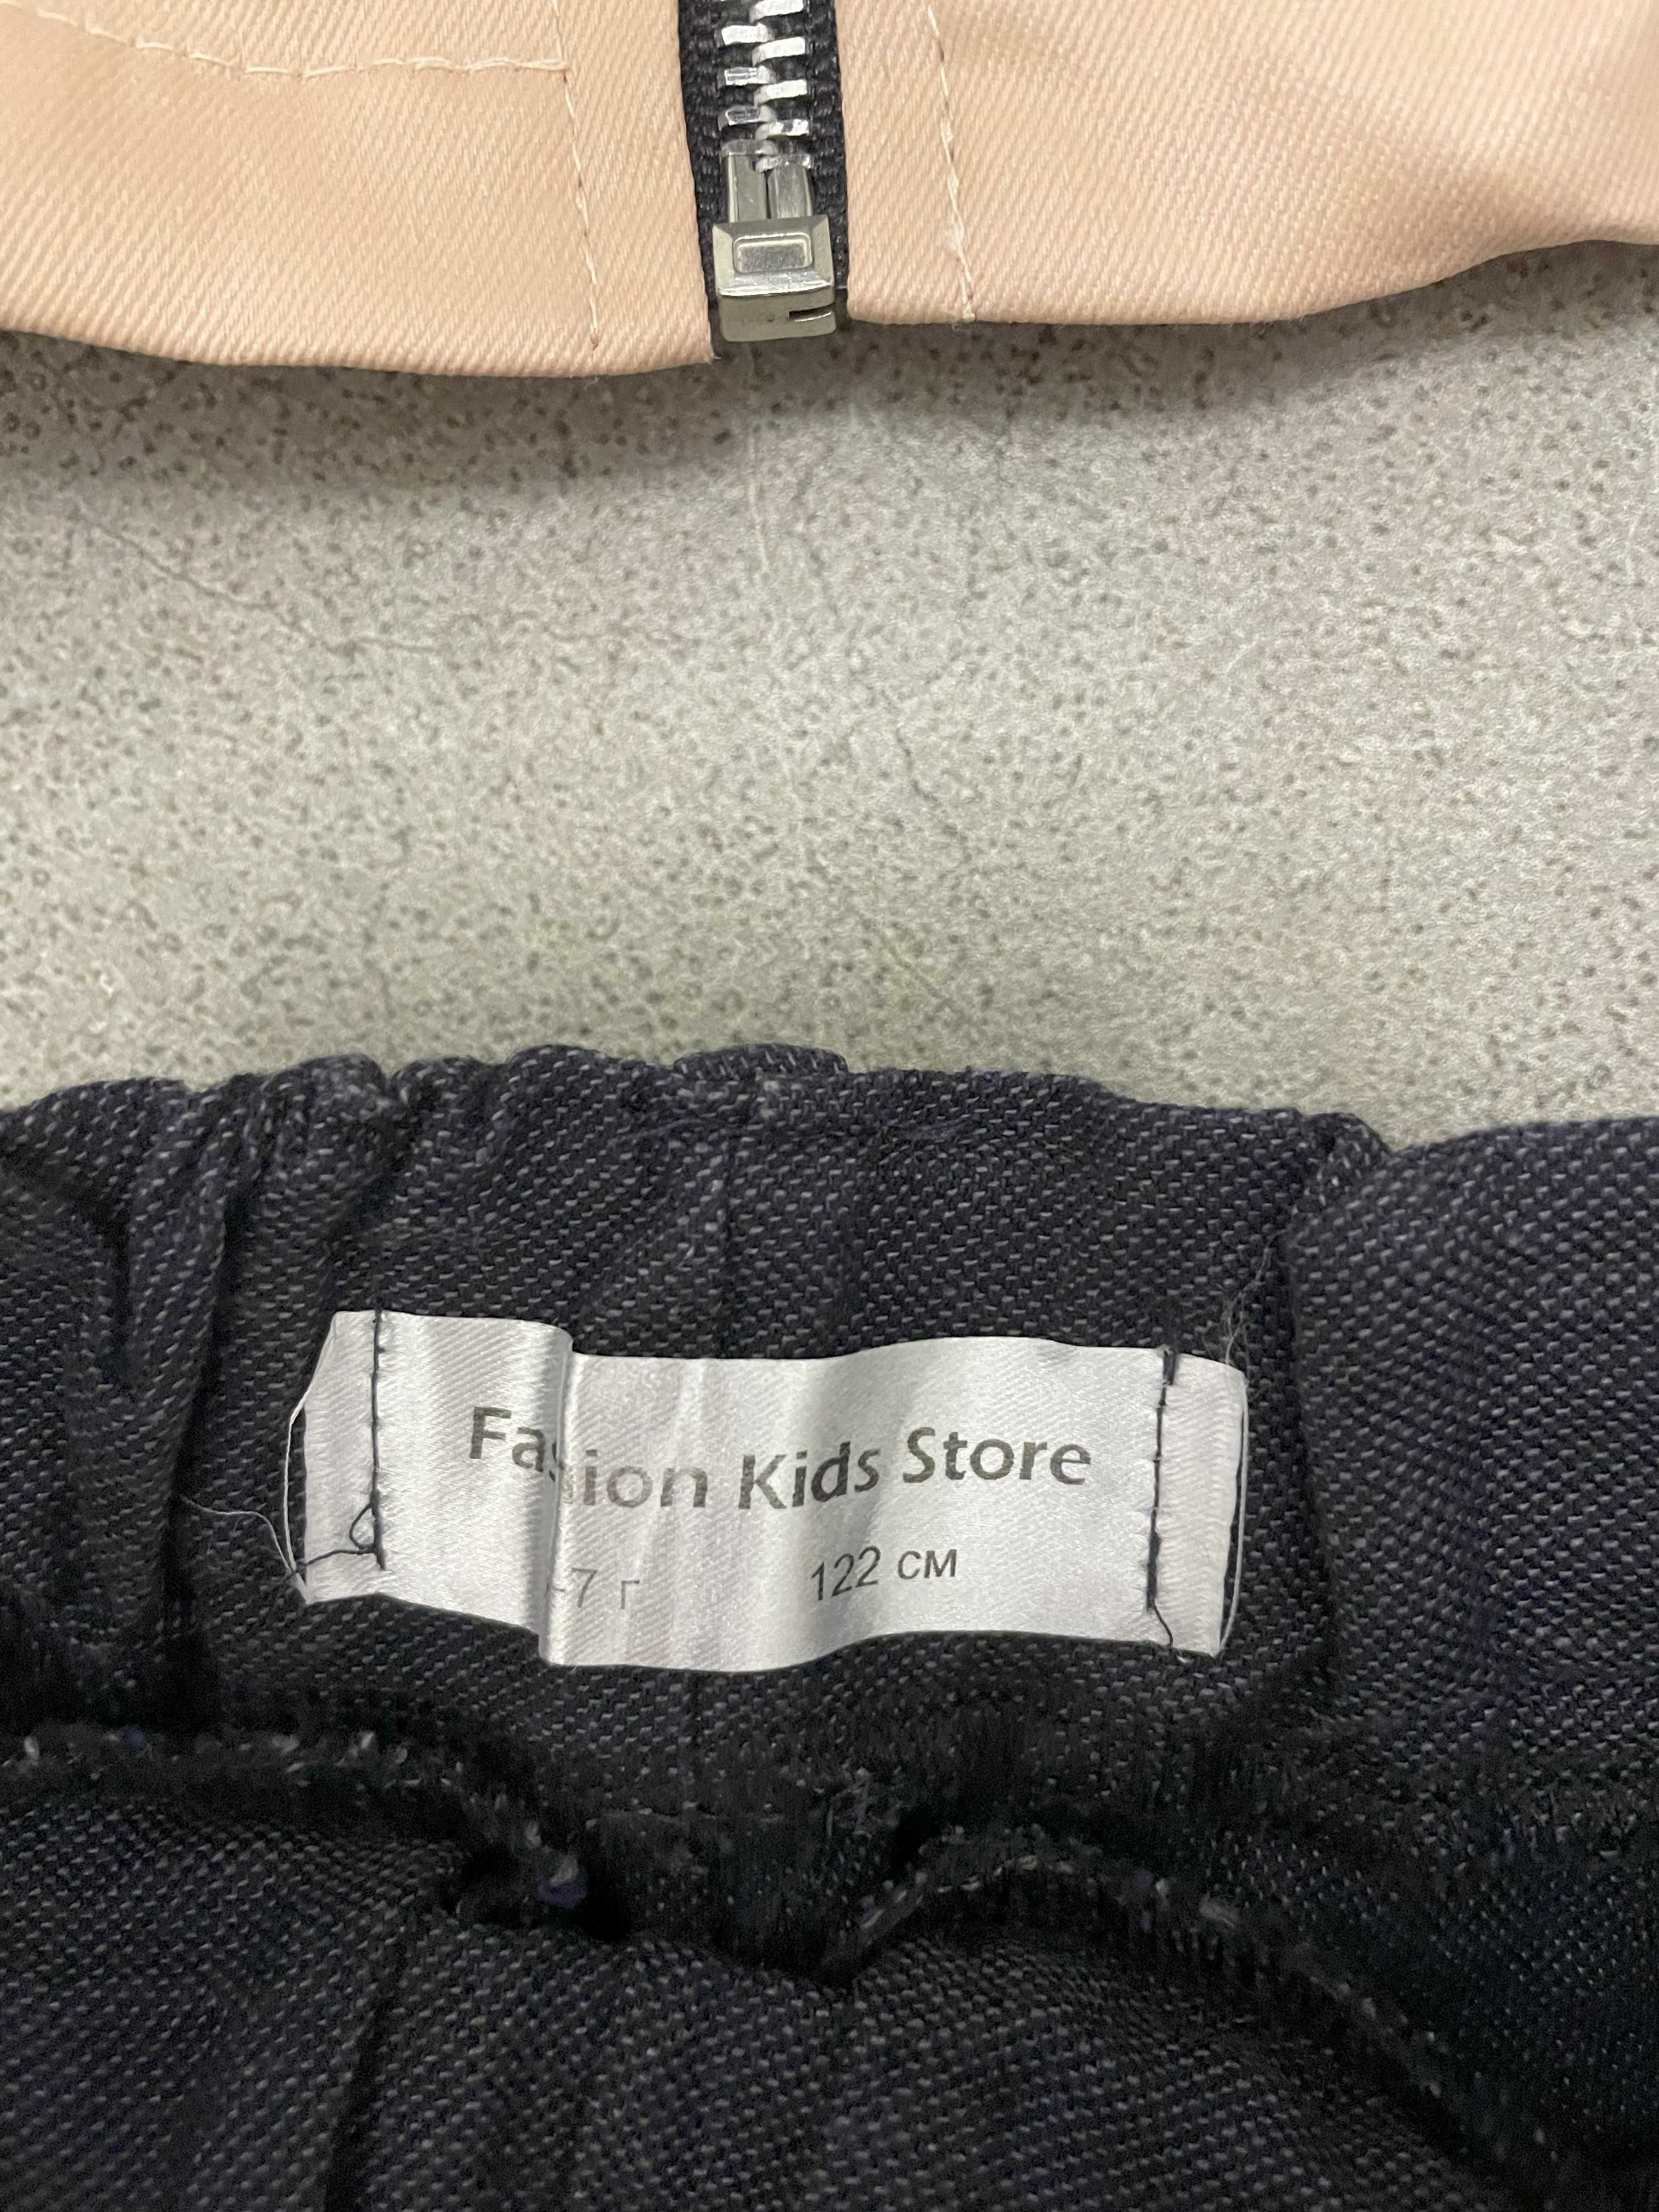 Fasion Kids Store
-7 г 122 см